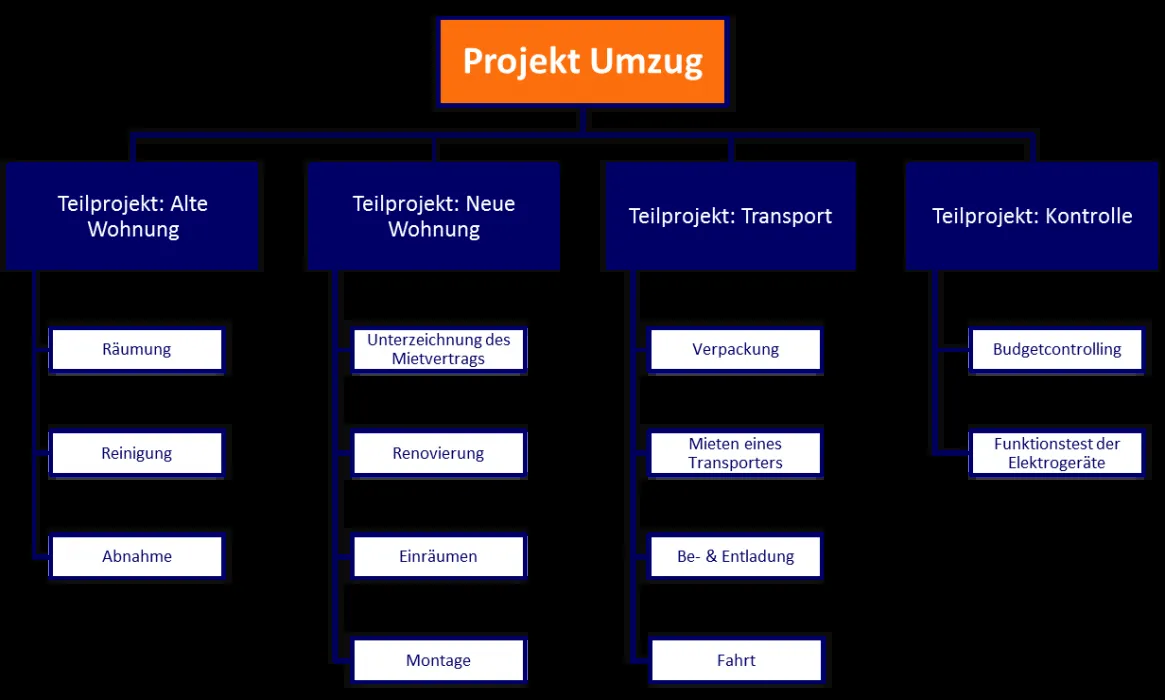 Projekt Umzug
Teilprojekt: Alte
Wohnung
Teilprojekt: Neue
Wohnung
Teilprojekt: Transport
Teilprojekt: Kontrolle
Räumung
Reinigung
Abnahme
Unterzeichnung des
Mietvertrags
Renovierung
Einräumen
Montage
Verpackung
Mieten eines
Transporters
Be- & Entladung
Fahrt
Budgetcontrolling
Funktionstest der
Elektrogeräte